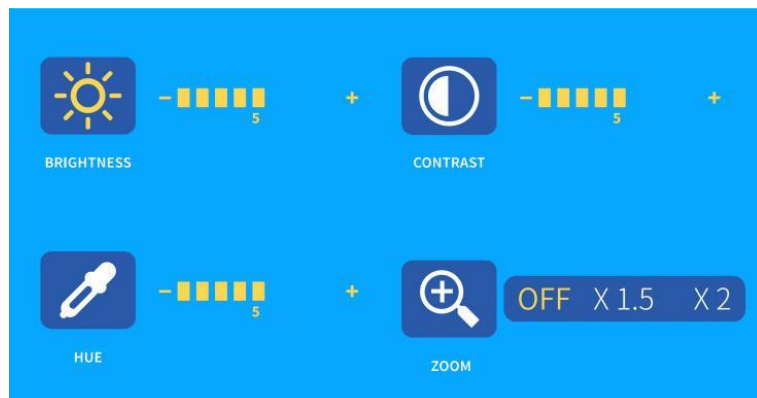 - 5 +
BRIGHTNESS
- 5 +
CONTRAST
- 5 +
HUE
OFF X 1.5 X 2
ZOOM